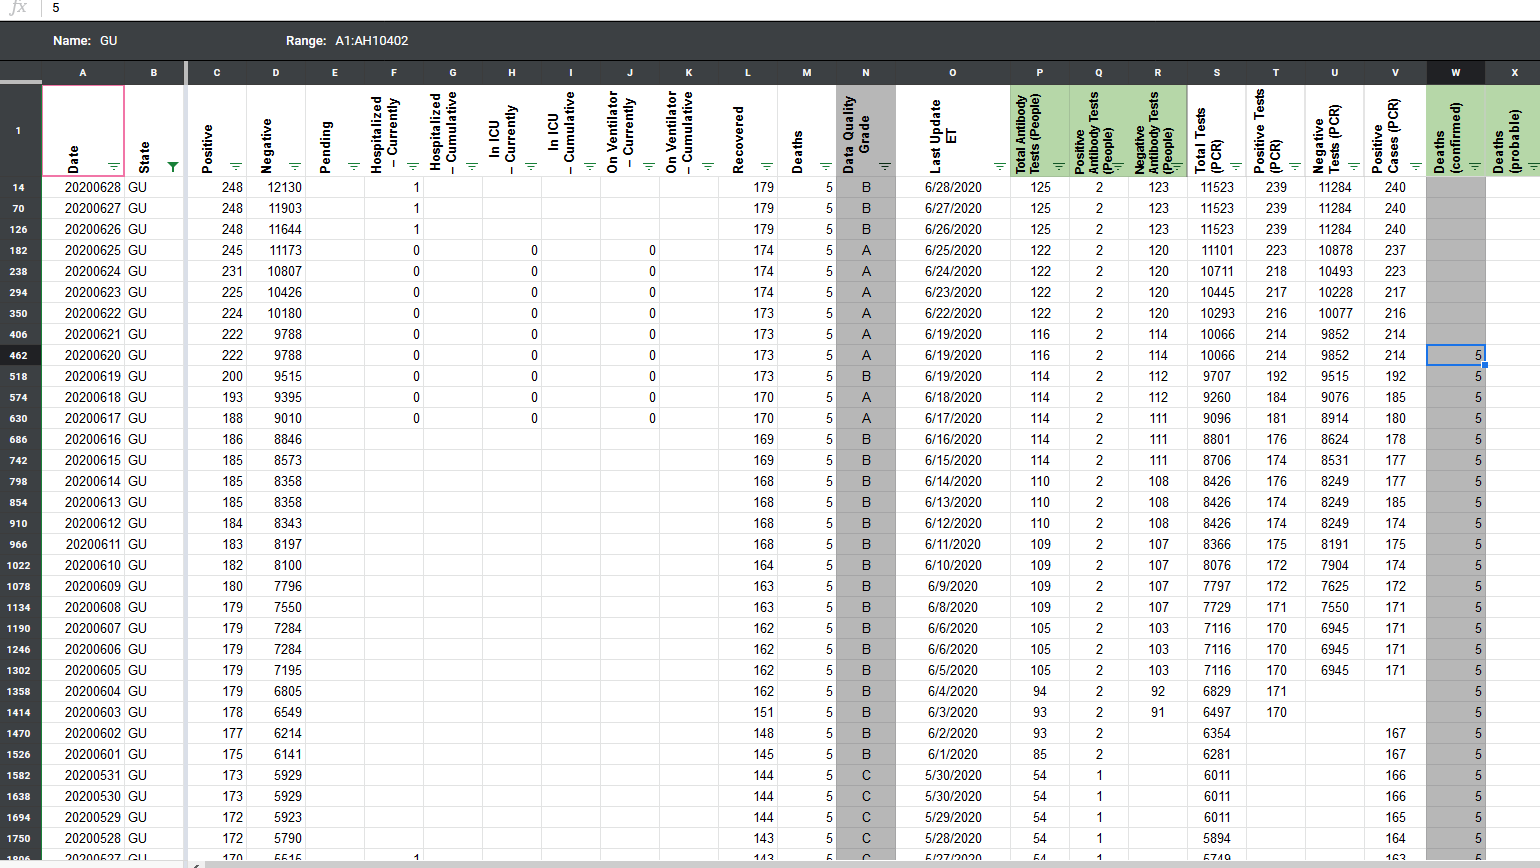 fx 5
Name: GU Range: A1:AH10402
A B C D E F G H I J K L M N O P Q R S T U V W X
1 Date State Positive Negative Pending Hospitalized – Currently Hospitalized – Cumulative In ICU – Currently In ICU – Cumulative On Ventilator – Currently On Ventilator – Cumulative Recovered Deaths Data Quality Grade Last Update ET Total Antibody Tests (People) Positive Antibody Tests (People) Negative Antibody Tests (People) Total Tests (PCR) Positive Tests (PCR) Negative Tests (PCR) Positive Cases (PCR) Deaths (confirmed) Deaths (probable)
14 20200628 GU 248 12130 1 179 5 B 6/28/2020 125 2 123 11523 239 11284 240
70 20200627 GU 248 11903 1 179 5 B 6/27/2020 125 2 123 11523 239 11284 240
126 20200626 GU 248 11644 1 179 5 B 6/26/2020 125 2 123 11523 239 11284 240
182 20200625 GU 245 11173 0 0 0 174 5 A 6/25/2020 122 2 120 11101 223 10878 237
238 20200624 GU 231 10807 0 0 0 174 5 A 6/24/2020 122 2 120 10711 218 10493 223
294 20200623 GU 225 10426 0 0 0 174 5 A 6/23/2020 122 2 120 10445 217 10228 217
350 20200622 GU 224 10180 0 0 0 173 5 A 6/22/2020 122 2 120 10293 216 10077 216
406 20200621 GU 222 9788 0 0 0 173 5 A 6/19/2020 116 2 114 10066 214 9852 214
462 20200620 GU 222 9788 0 0 0 173 5 A 6/19/2020 116 2 114 10066 214 9852 214 5
518 20200619 GU 200 9515 0 0 0 173 5 B 6/19/2020 114 2 112 9707 192 9515 192 5
574 20200618 GU 193 9395 0 0 0 170 5 A 6/18/2020 114 2 112 9260 184 9076 185 5
630 20200617 GU 188 9010 0 0 0 170 5 A 6/17/2020 114 2 111 9096 181 8914 180 5
686 20200616 GU 186 8846 169 5 B 6/16/2020 114 2 111 8801 176 8624 178 5
742 20200615 GU 185 8573 169 5 B 6/15/2020 114 2 111 8706 174 8531 177 5
798 20200614 GU 185 8358 168 5 B 6/14/2020 110 2 108 8426 176 8249 177 5
854 20200613 GU 185 8358 168 5 B 6/13/2020 110 2 108 8426 174 8249 185 5
910 20200612 GU 184 8343 168 5 B 6/12/2020 110 2 108 8426 174 8249 174 5
966 20200611 GU 183 8197 168 5 B 6/11/2020 109 2 107 8366 175 8191 175 5
1022 20200610 GU 182 8100 164 5 B 6/10/2020 109 2 107 8076 172 7904 174 5
1078 20200609 GU 180 7796 163 5 B 6/9/2020 109 2 107 7797 172 7625 172 5
1134 20200608 GU 179 7550 163 5 B 6/8/2020 109 2 107 7729 171 7550 171 5
1190 20200607 GU 179 7284 162 5 B 6/6/2020 105 2 103 7116 170 6945 171 5
1246 20200606 GU 179 7284 162 5 B 6/6/2020 105 2 103 7116 170 6945 171 5
1302 20200605 GU 179 7195 162 5 B 6/5/2020 105 2 103 7116 170 6945 171 5
1358 20200604 GU 179 6805 162 5 B 6/4/2020 94 2 92 6829 171 5
1414 20200603 GU 178 6549 151 5 B 6/3/2020 93 2 91 6497 170 5
1470 20200602 GU 177 6214 148 5 B 6/2/2020 93 2 6354 167 5
1526 20200601 GU 175 6141 145 5 B 6/1/2020 85 2 6281 167 5
1582 20200531 GU 173 5929 144 5 C 5/30/2020 54 1 6011 166 5
1638 20200530 GU 173 5929 144 5 C 5/30/2020 54 1 6011 166 5
1694 20200529 GU 172 5923 144 5 C 5/29/2020 54 1 6011 165 5
1750 20200528 GU 172 5790 143 5 C 5/28/2020 54 1 5894 164 5
1806 20200527 GU 170 5615 1 143 5 C 5/27/2020 54 1 5749 163 5